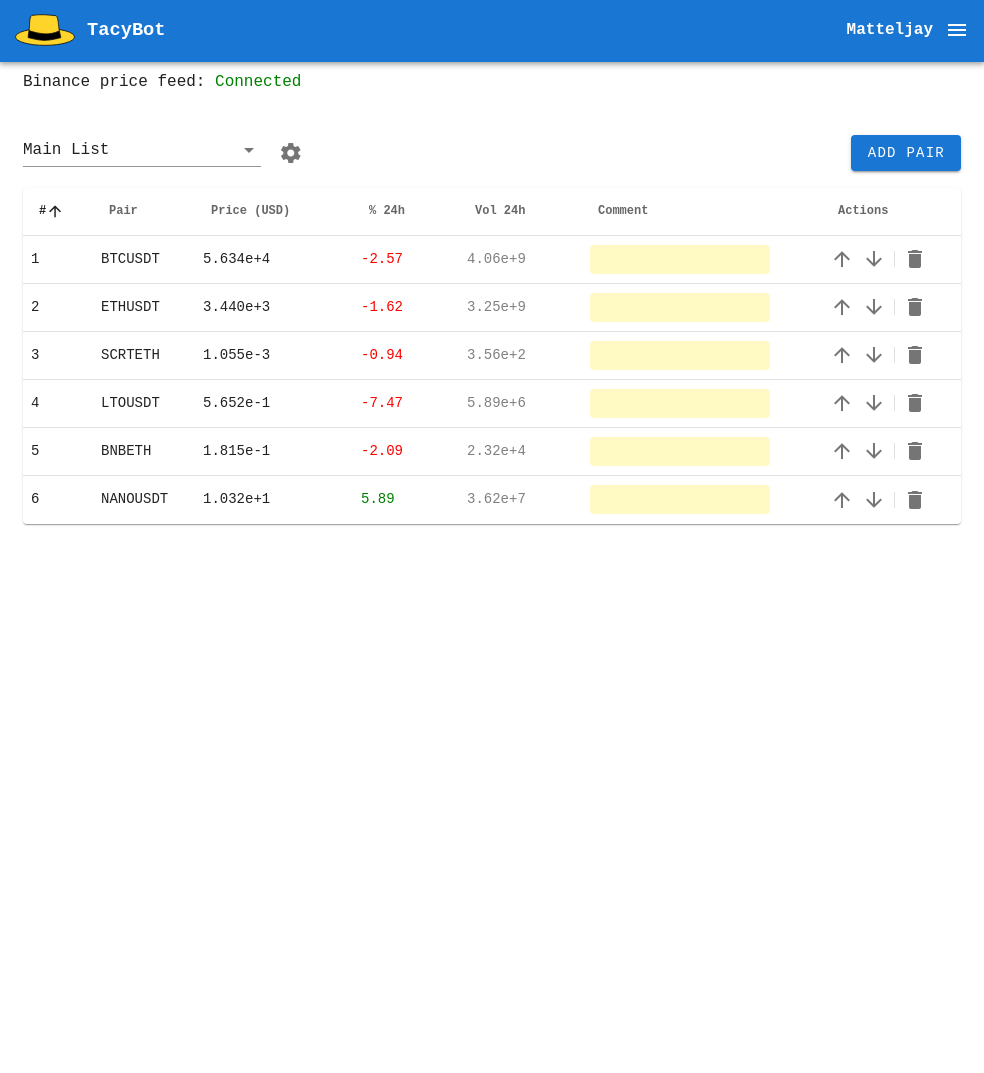 TacyBot Matteljay
Binance price feed: Connected
Main List ADD PAIR
# Pair Price (USD) % 24h Vol 24h Comment Actions
1 BTCUSDT 5.634e+4 -2.57 4.06e+9
2 ETHUSDT 3.440e+3 -1.62 3.25e+9
3 SCRTETH 1.055e-3 -0.94 3.56e+2
4 LTOUSDT 5.652e-1 -7.47 5.89e+6
5 BNBETH 1.815e-1 -2.09 2.32e+4
6 NANOUSDT 1.032e+1 5.89 3.62e+7